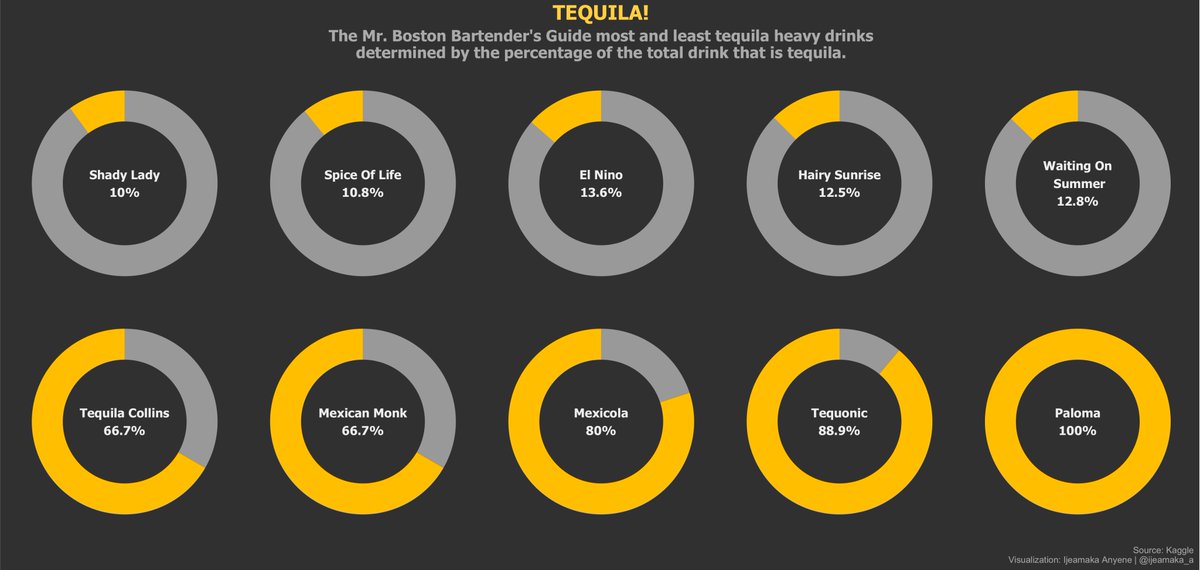 TEQUILA!
The Mr. Boston Bartender's Guide most and least tequila heavy drinks
determined by the percentage of the total drink that is tequila.
Shady Lady
10%
Spice Of Life
10.8%
El Nino
13.6%
Hairy Sunrise
12.5%
Waiting On
Summer
12.8%
Tequila Collins
66.7%
Mexican Monk
66.7%
Mexicola
80%
Tequonic
88.9%
Paloma
100%
Source: Kaggle
Visualization: Ijeamaka Anyene | @ijeamaka_a